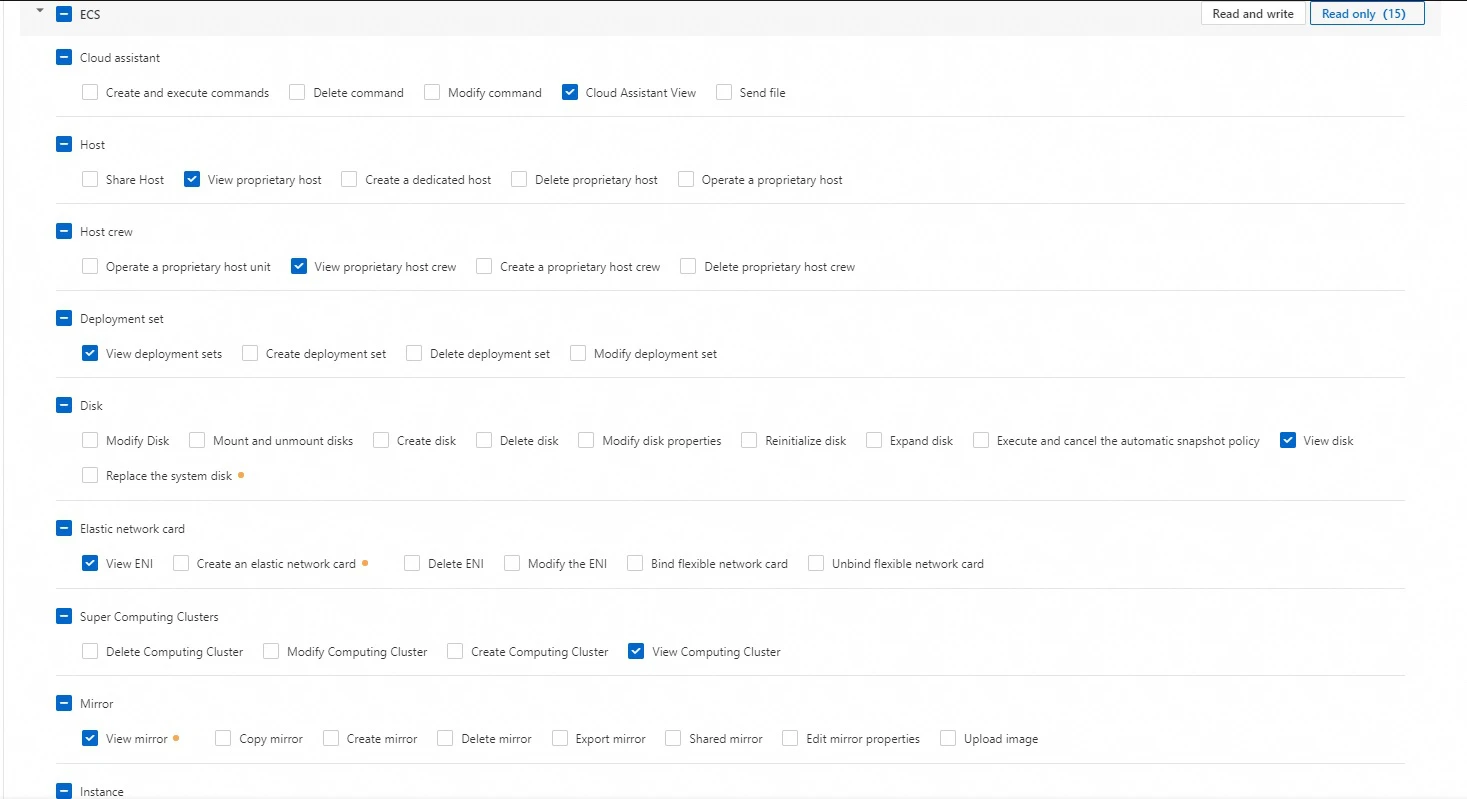 ECS Read and write Read only (15)
Cloud assistant
Create and execute commands Delete command Modify command Cloud Assistant View Send file
Host
Share Host View proprietary host Create a dedicated host Delete proprietary host Operate a proprietary host
Host crew
Operate a proprietary host unit View proprietary host crew Create a proprietary host crew Delete proprietary host crew
Deployment set
View deployment sets Create deployment set Delete deployment set Modify deployment set
Disk
Modify Disk Mount and unmount disks Create disk Delete disk Modify disk properties Reinitialize disk Expand disk Execute and cancel the automatic snapshot policy View disk
Replace the system disk
Elastic network card
View ENI Create an elastic network card Delete ENI Modify the ENI Bind flexible network card Unbind flexible network card
Super Computing Clusters
Delete Computing Cluster Modify Computing Cluster Create Computing Cluster View Computing Cluster
Mirror
View mirror Copy mirror Create mirror Delete mirror Export mirror Shared mirror Edit mirror properties Upload image
Instance